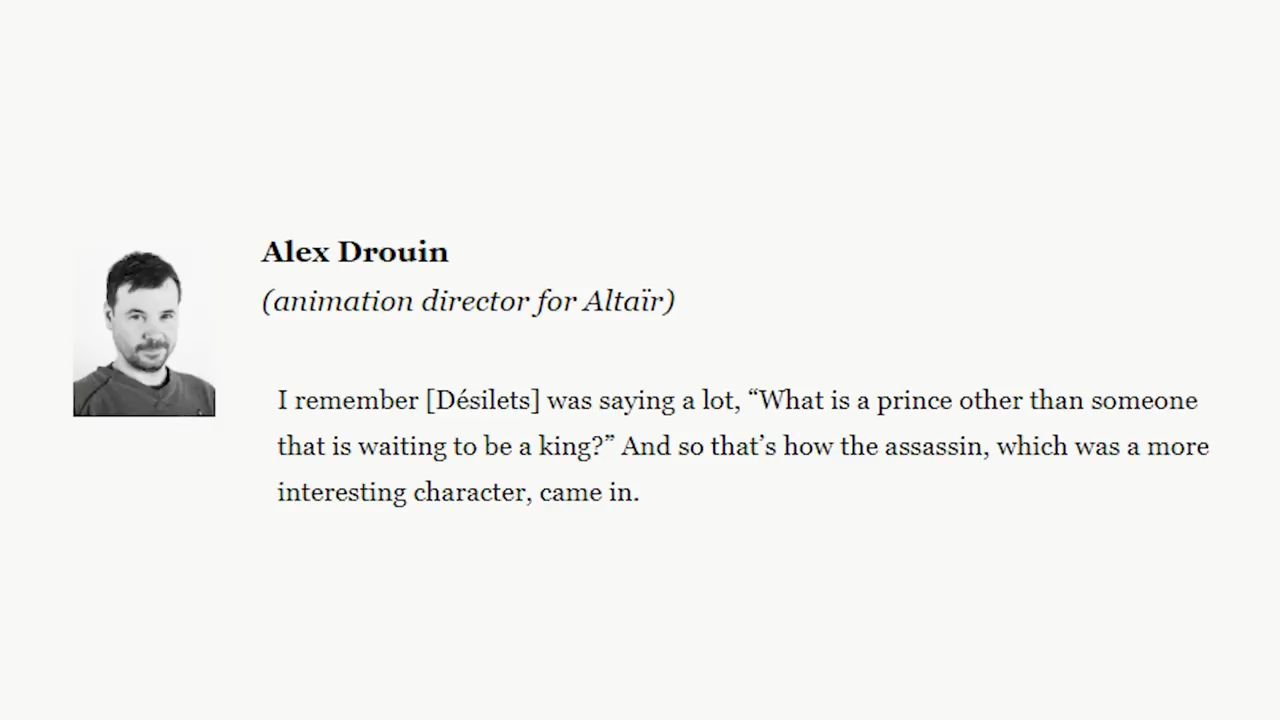 Alex Drouin
(animation director for Altaïr)
I remember [Désilets] was saying a lot, “What is a prince other than someone
that is waiting to be a king?” And so that’s how the assassin, which was a more
interesting character, came in.